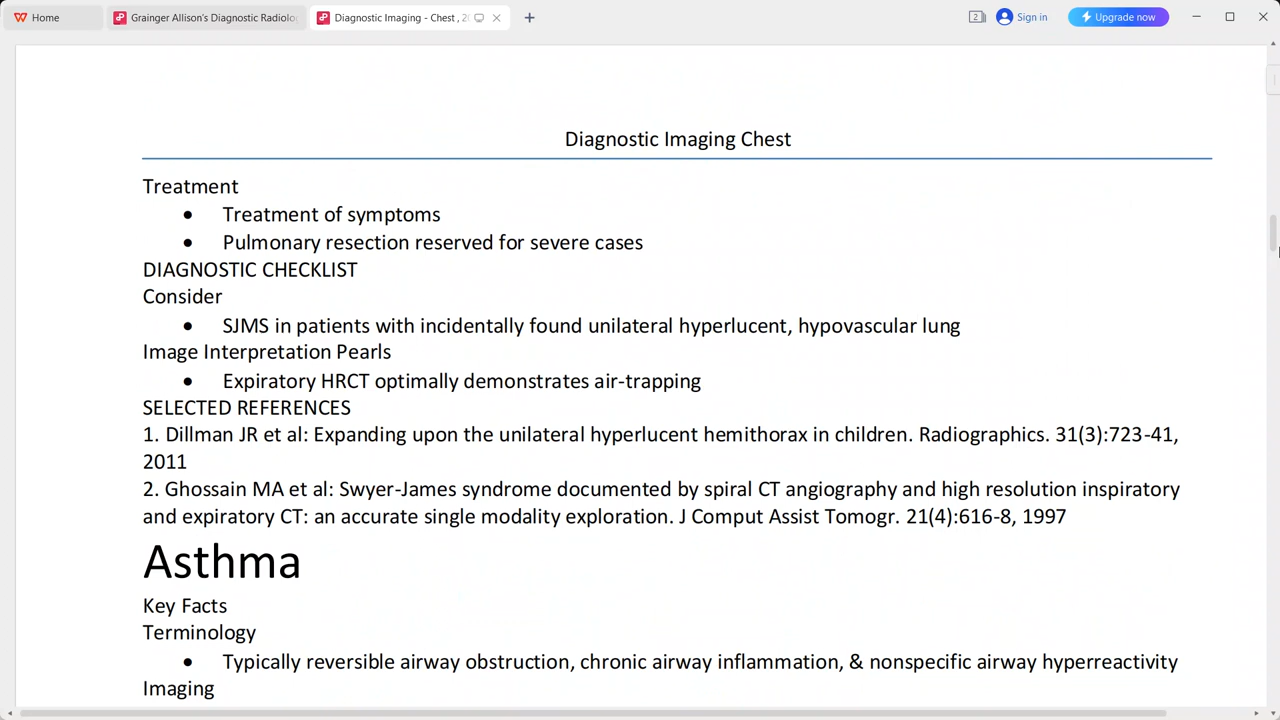 Home
Grainger Allison's Diagnostic Radiolo
Diagnostic Imaging - Chest , 2
2
Sign in
Upgrade now
Diagnostic Imaging Chest
Treatment
• Treatment of symptoms
• Pulmonary resection reserved for severe cases
DIAGNOSTIC CHECKLIST
Consider
• SJMS in patients with incidentally found unilateral hyperlucent, hypovascular lung
Image Interpretation Pearls
• Expiratory HRCT optimally demonstrates air-trapping
SELECTED REFERENCES
1. Dillman JR et al: Expanding upon the unilateral hyperlucent hemithorax in children. Radiographics. 31(3):723-41,
2011
2. Ghossain MA et al: Swyer-James syndrome documented by spiral CT angiography and high resolution inspiratory
and expiratory CT: an accurate single modality exploration. J Comput Assist Tomogr. 21(4):616-8, 1997
Asthma
Key Facts
Terminology
• Typically reversible airway obstruction, chronic airway inflammation, & nonspecific airway hyperreactivity
Imaging